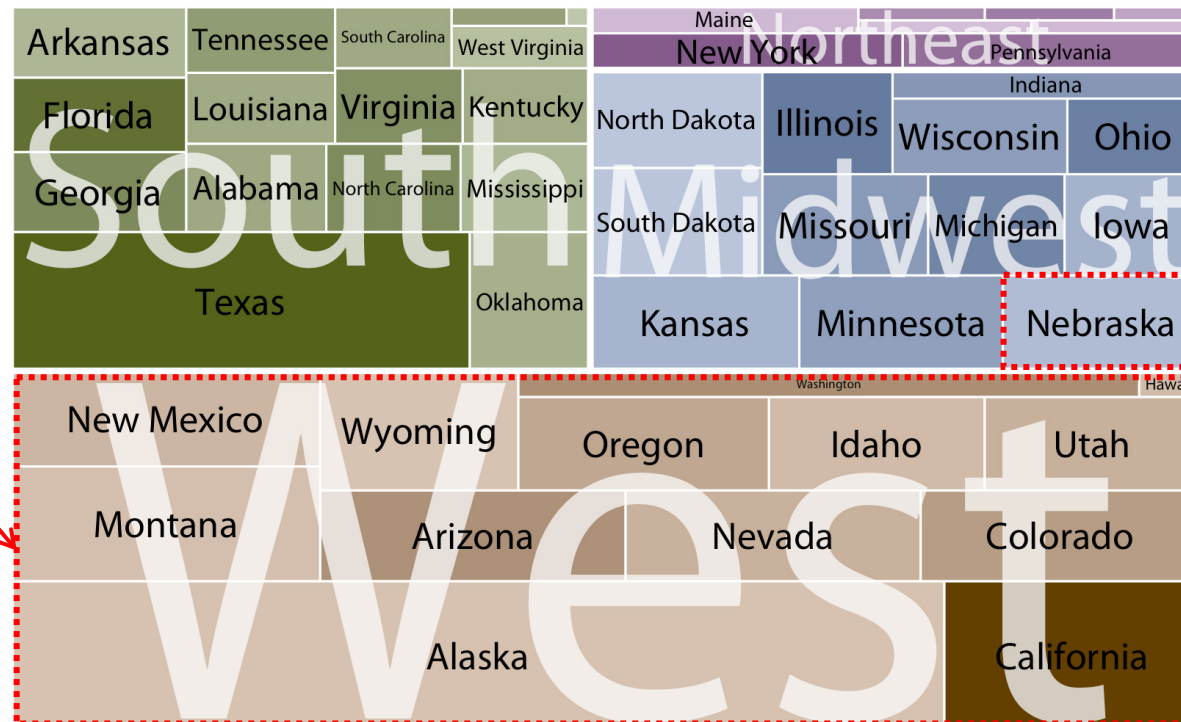 South
Arkansas
Tennessee
South Carolina
West Virginia
Florida
Louisiana
Virginia
Kentucky
Georgia
Alabama
North Carolina
Mississippi
Texas
Oklahoma
Northeast
Maine
New York
Pennsylvania
Midwest
North Dakota
Illinois
Indiana
Wisconsin
Ohio
South Dakota
Missouri
Michigan
Iowa
Kansas
Minnesota
Nebraska
West
New Mexico
Wyoming
Washington
Hawa
Oregon
Idaho
Utah
Montana
Arizona
Nevada
Colorado
Alaska
California